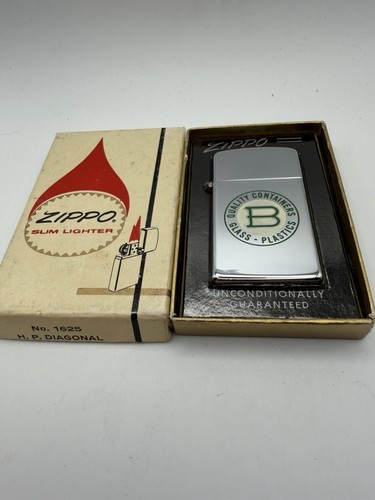 ZIPPO
SLIM LIGHTER
No. 1625
H. P. DIAGONAL
ZIPPO
QUALITY CONTAINERS
B
GLASS - PLASTICS
UNCONDITIONALLY
GUARANTEED